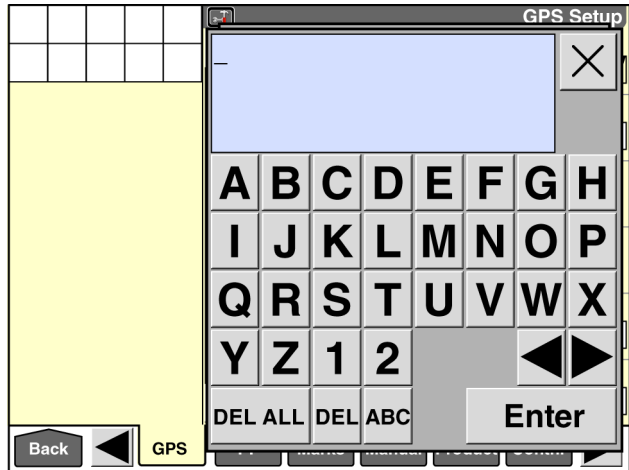 GPS Setup
_
A B C D E F G H
I J K L M N O P
Q R S T U V W X
Y Z 1 2
DEL ALL DEL ABC Enter
Back GPS